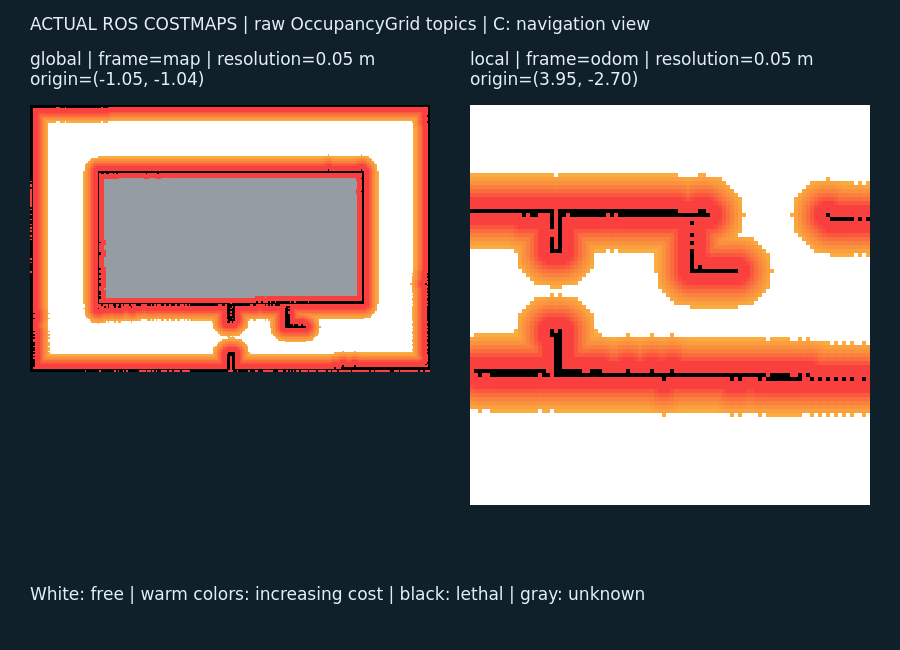 ACTUAL ROS COSTMAPS | raw OccupancyGrid topics | C: navigation view
global | frame=map | resolution=0.05 m
origin=(-1.05, -1.04)
local | frame=odom | resolution=0.05 m
origin=(3.95, -2.70)
White: free | warm colors: increasing cost | black: lethal | gray: unknown